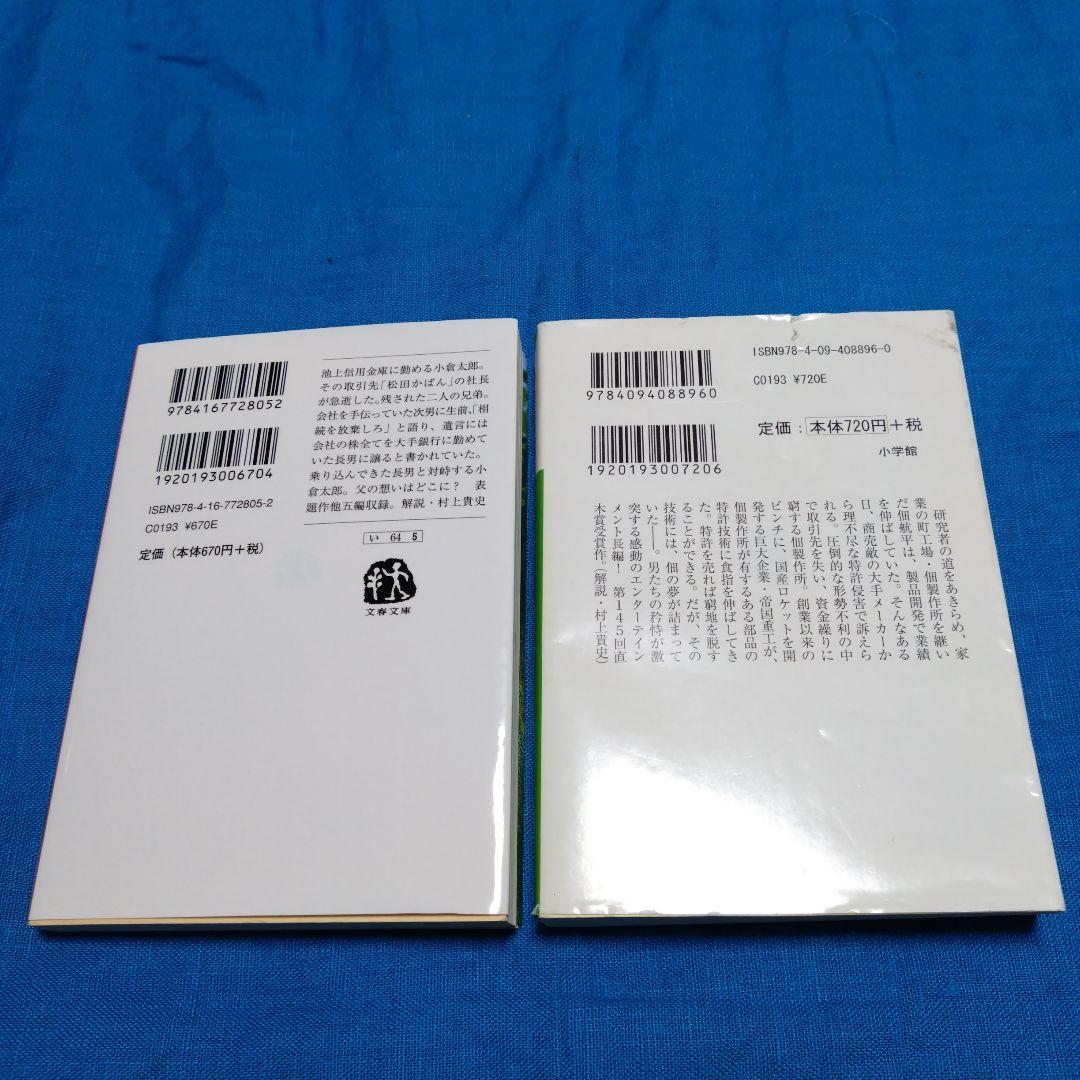 9784167728052
1920193006704
ISBN978-4-16-772805-2
C0193 ¥670E
定価（本体670円+税）
池上信用金庫に勤める小倉太郎。
その取引先「松田かばん」の社長
が急逝した。残された二人の兄弟。
会社を手伝っていた次男に生前、「相
続を放棄しろ」と語り、遺言には
会社の株全てを大手銀行に勤めて
いた長男に譲ると書かれていた。
乗り込んできた長男と対峙する小
倉太郎。父の想いはどこに？　表
題作他五編収録。解説・村上貴史
い 64 5
文春文庫
9784094088960
1920193007206
ISBN978-4-09-408896-0
C0193 ¥720E
定価：本体720円+税
小学館
研究者の道をあきらめ、家
業の町工場・佃製作所を継い
だ佃航平は、製品開発で業績
を伸ばしていた。そんなある
日、商売敵の大手メーカーか
ら理不尽な特許侵害で訴えら
れる。圧倒的な形勢不利の中
で取引先を失い、資金繰りに
窮する佃製作所。創業以来の
ピンチに、国産ロケットを開
発する巨大企業・帝国重工が、
佃製作所が有するある部品の
特許技術に食指を伸ばしてき
た。特許を売れば窮地を脱す
ることができる。だが、その
技術には、佃の夢が詰まって
いた――。男たちの矜恃が激
突する感動のエンターテイン
メント長編！　第145回直
木賞受賞作。（解説・村上貴史）